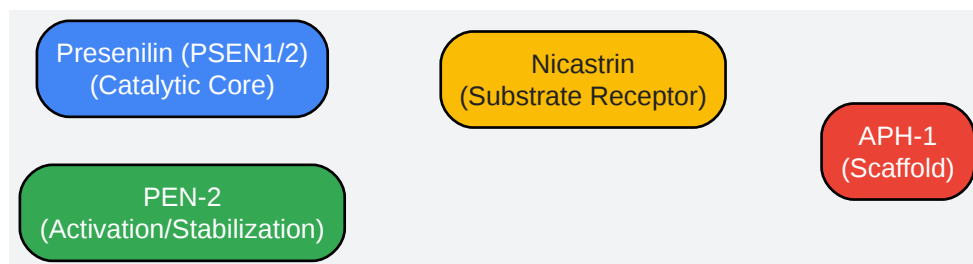 Presenilin (PSEN1/2)
(Catalytic Core)
Nicastrin
(Substrate Receptor)
APH-1
(Scaffold)
PEN-2
(Activation/Stabilization)